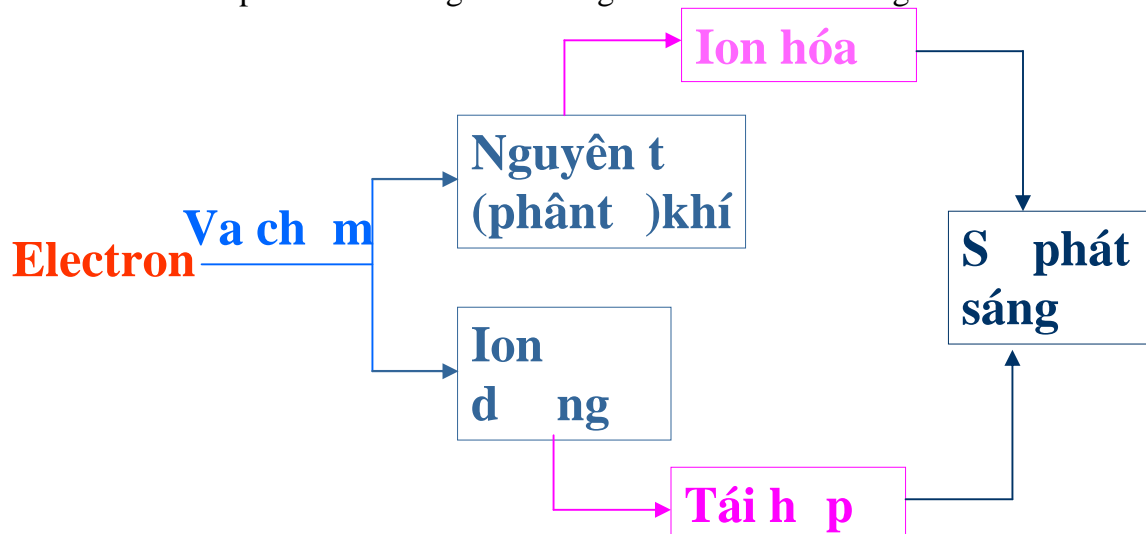 Ion hóa
Nguyên t
(phânt )khí
Va ch m
Electron
S phát
sáng
Ion
d ng
Tái h p